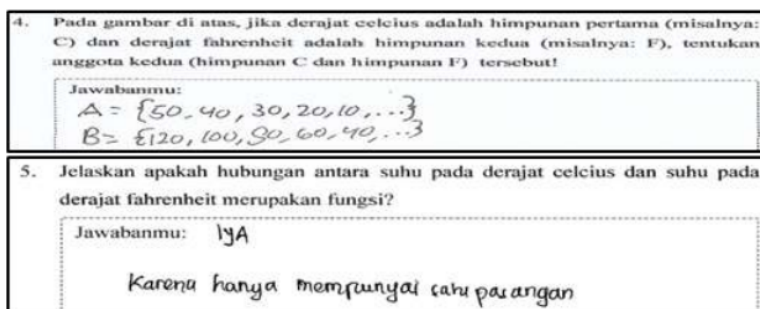 4. Pada gambar di atas, jika derajat celcius adalah himpunan pertama (misalnya:
C) dan derajat fahrenheit adalah himpunan kedua (misalnya: F), tentukan
anggota kedua (himpunan C dan himpunan F) tersebut!
Jawabanmu:
A = {50, 40, 30, 20, 10, ...}
B = {120, 100, 80, 60, 40, ...}
5. Jelaskan apakah hubungan antara suhu pada derajat celcius dan suhu pada
derajat fahrenheit merupakan fungsi?
Jawabanmu: IyA
Karena hanya mempunyai satu pasangan